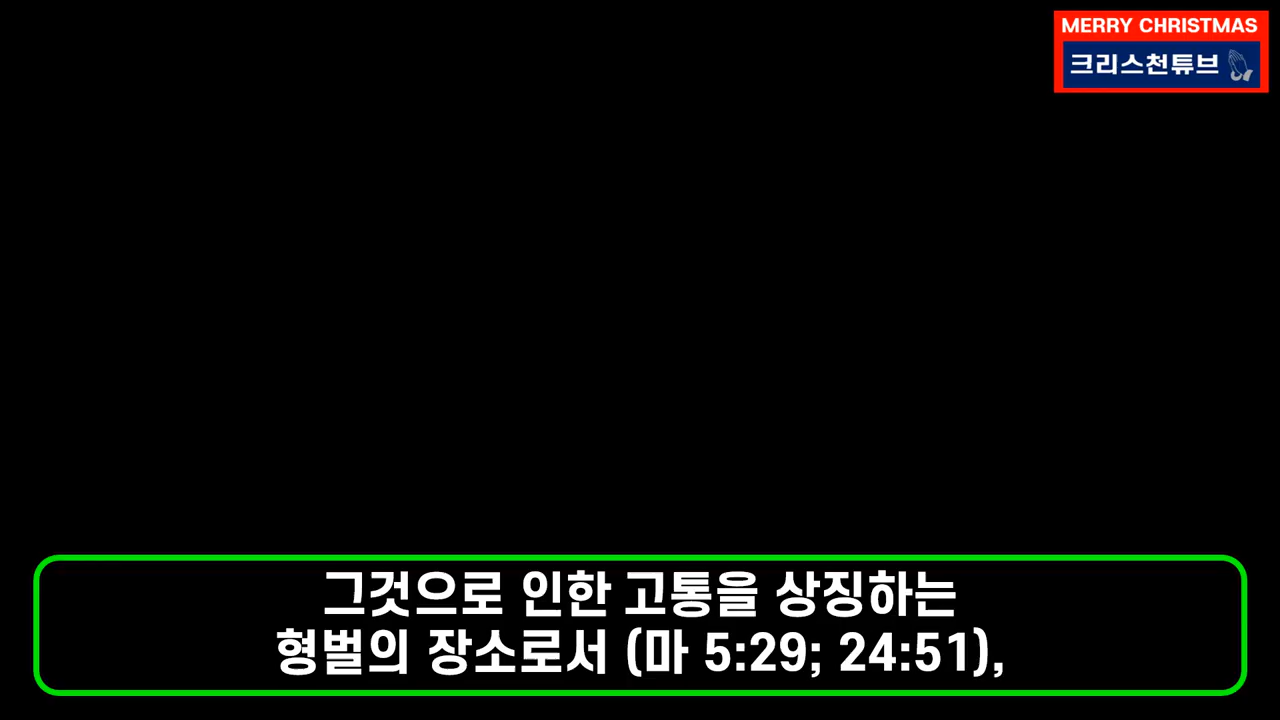 MERRY CHRISTMAS
크리스천튜브
그것으로 인한 고통을 상징하는
형벌의 장소로서 (마 5:29; 24:51),